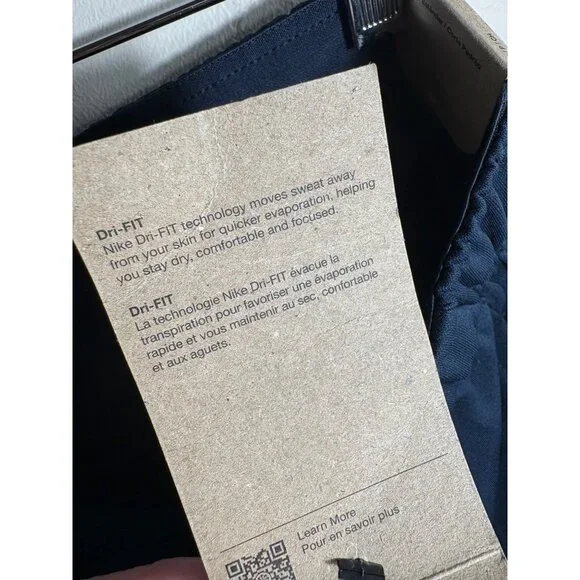 Dri-FIT
Nike Dri-FIT technology moves sweat away
from your skin for quicker evaporation, helping
you stay dry, comfortable and focused.
Dri-FIT
La technologie Nike Dri-FIT évacue la
transpiration pour favoriser une évaporation
rapide et vous maintenir au sec, confortable
et aux aguets.
Learn More
Pour en savoir plus